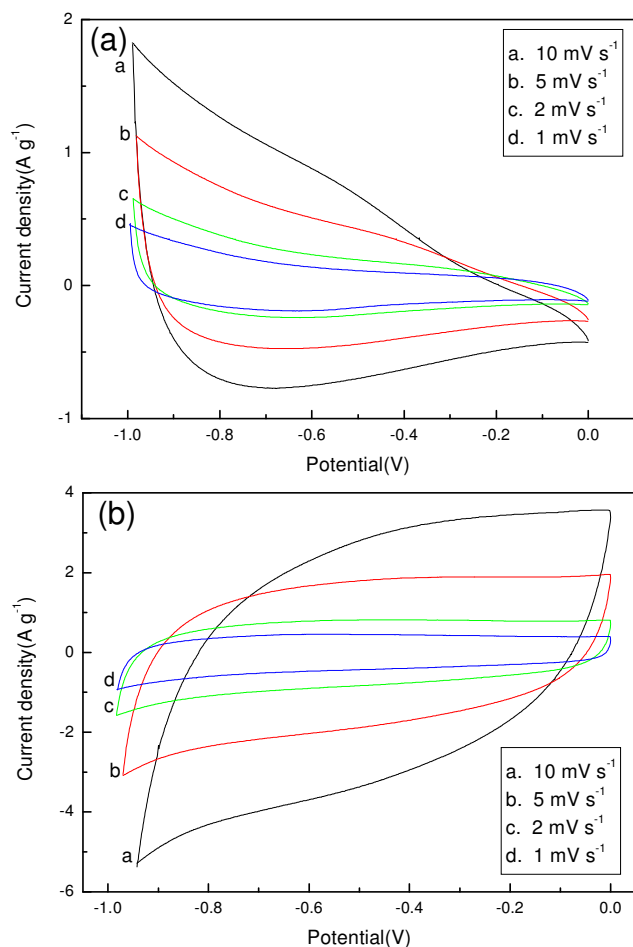 (a)
a
b
c
d
a. 10 mV s⁻¹
b. 5 mV s⁻¹
c. 2 mV s⁻¹
d. 1 mV s⁻¹
2
1
0
-1
Current density(A g⁻¹)
-1.0 -0.8 -0.6 -0.4 -0.2 0.0
Potential(V)
(b)
4
2
0
-2
-4
-6
Current density(A g⁻¹)
d
c
b
a
a. 10 mV s⁻¹
b. 5 mV s⁻¹
c. 2 mV s⁻¹
d. 1 mV s⁻¹
-1.0 -0.8 -0.6 -0.4 -0.2 0.0
Potential(V)